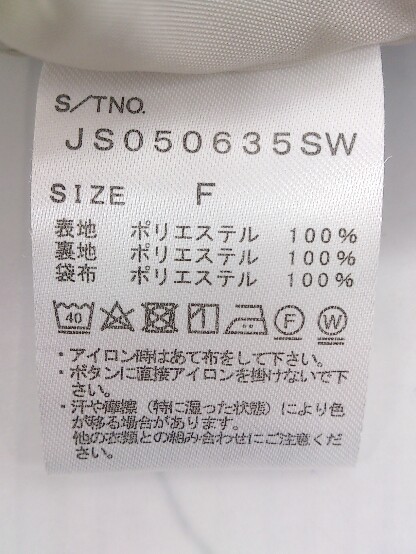 S/TNO.
JS050635SW
SIZE F
表地 ポリエステル 100%
裏地 ポリエステル 100%
袋布 ポリエステル 100%
40 F W
・アイロン時はあて布をして下さい。
・ボタンに直接アイロンを掛けないで下
さい。
・汗や摩擦（特に湿った状態）により色
が移る場合があります。
他の衣類との組み合わせにご注意くだ
さい。